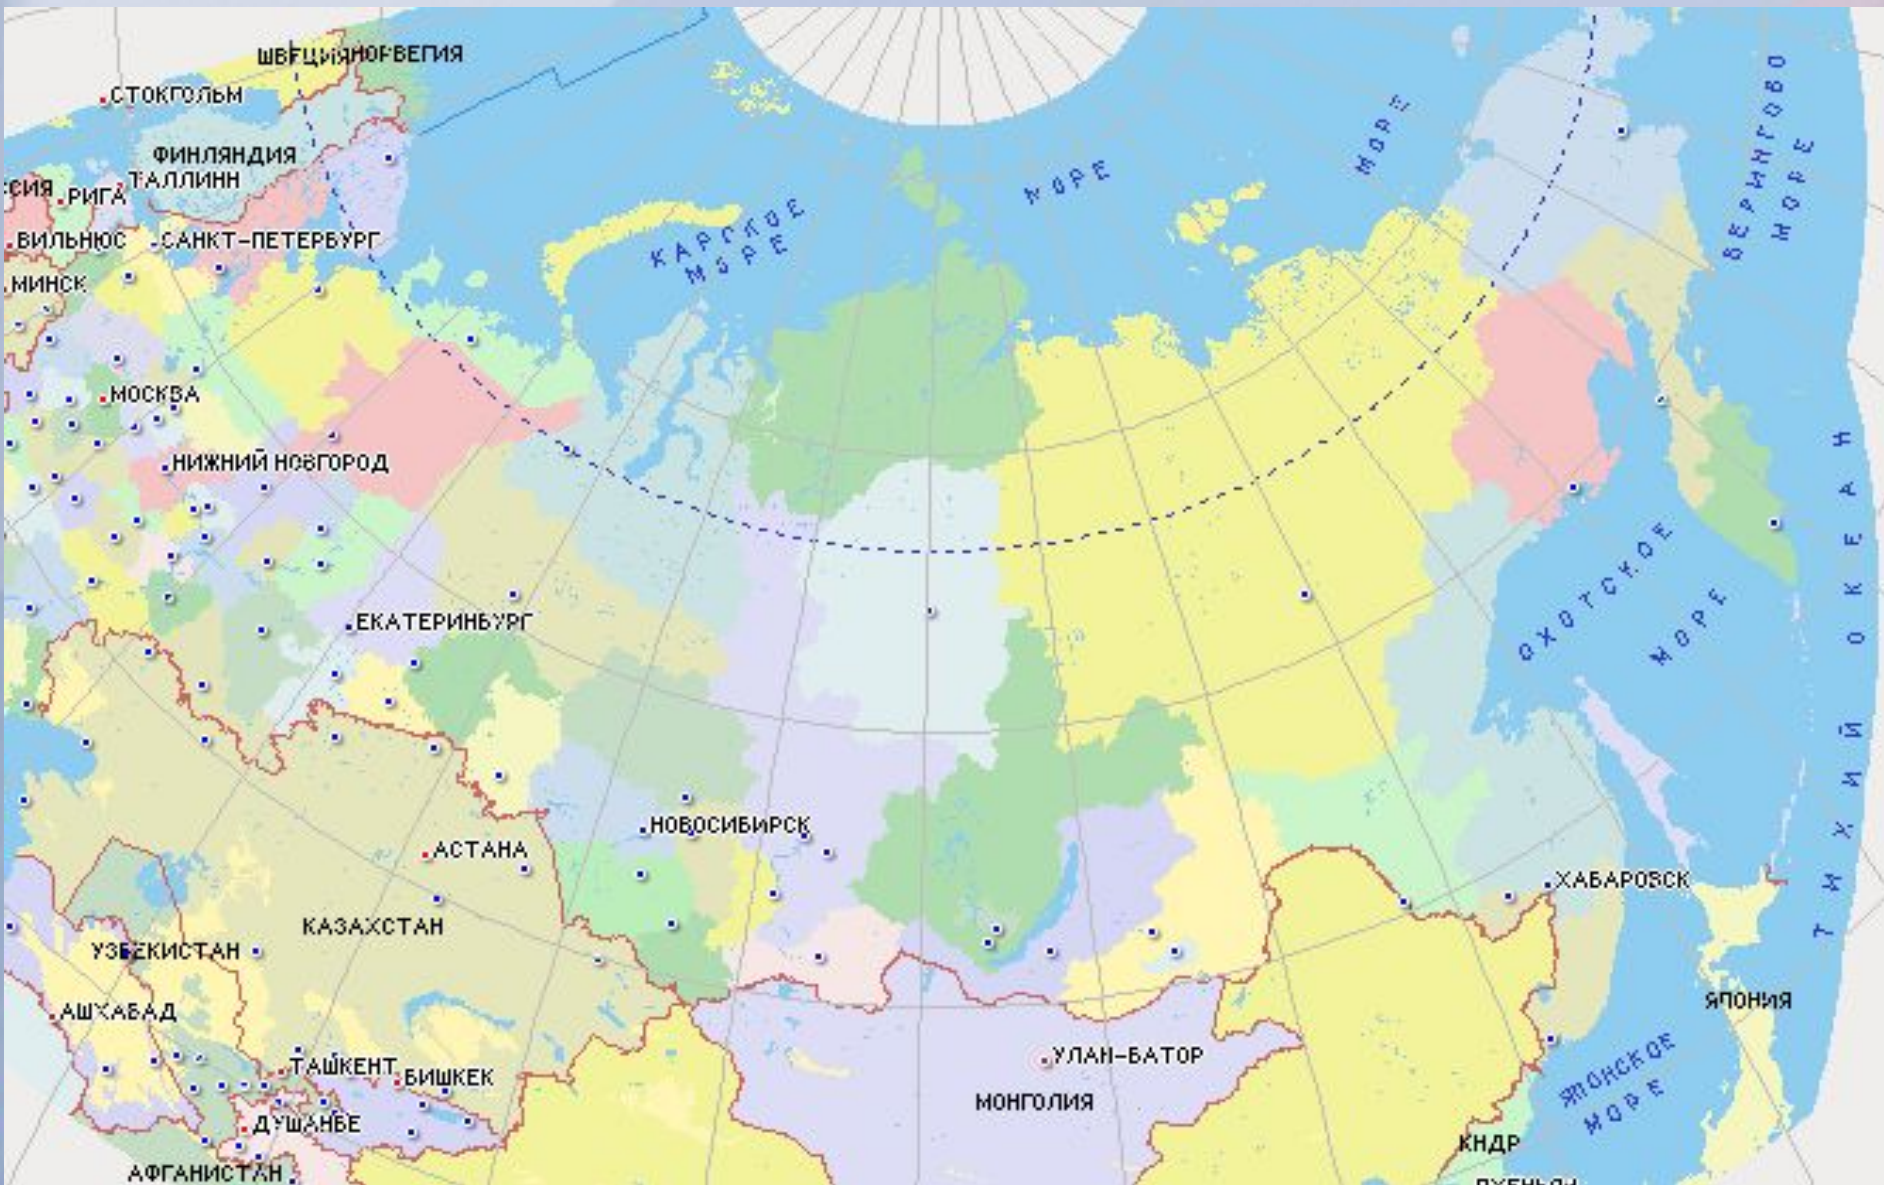 ШВЕЦИЯ
НОРВЕГИЯ
СТОКГОЛЬМ
ФИНЛЯНДИЯ
ТАЛЛИНН
СИЯ
РИГА
ВИЛЬНЮС
САНКТ-ПЕТЕРБУРГ
МИНСК
МОСКВА
НИЖНИЙ НОВГОРОД
ЕКАТЕРИНБУРГ
НОВОСИБИРСК
АСТАНА
КАЗАХСТАН
УЗБЕКИСТАН
АШХАБАД
ТАШКЕНТ
БИШКЕК
ДУШАНБЕ
АФГАНИСТАН
УЛАН-БАТОР
МОНГОЛИЯ
ХАБАРОВСК
ЯПОНИЯ
КНДР
КАРСКОЕ
МОРЕ
МОРЕ
МОРЕ
БЕРИНГОВО
МОРЕ
ОХОТСКОЕ
МОРЕ
ЯПОНСКОЕ
МОРЕ
ТИХИЙ ОКЕАН